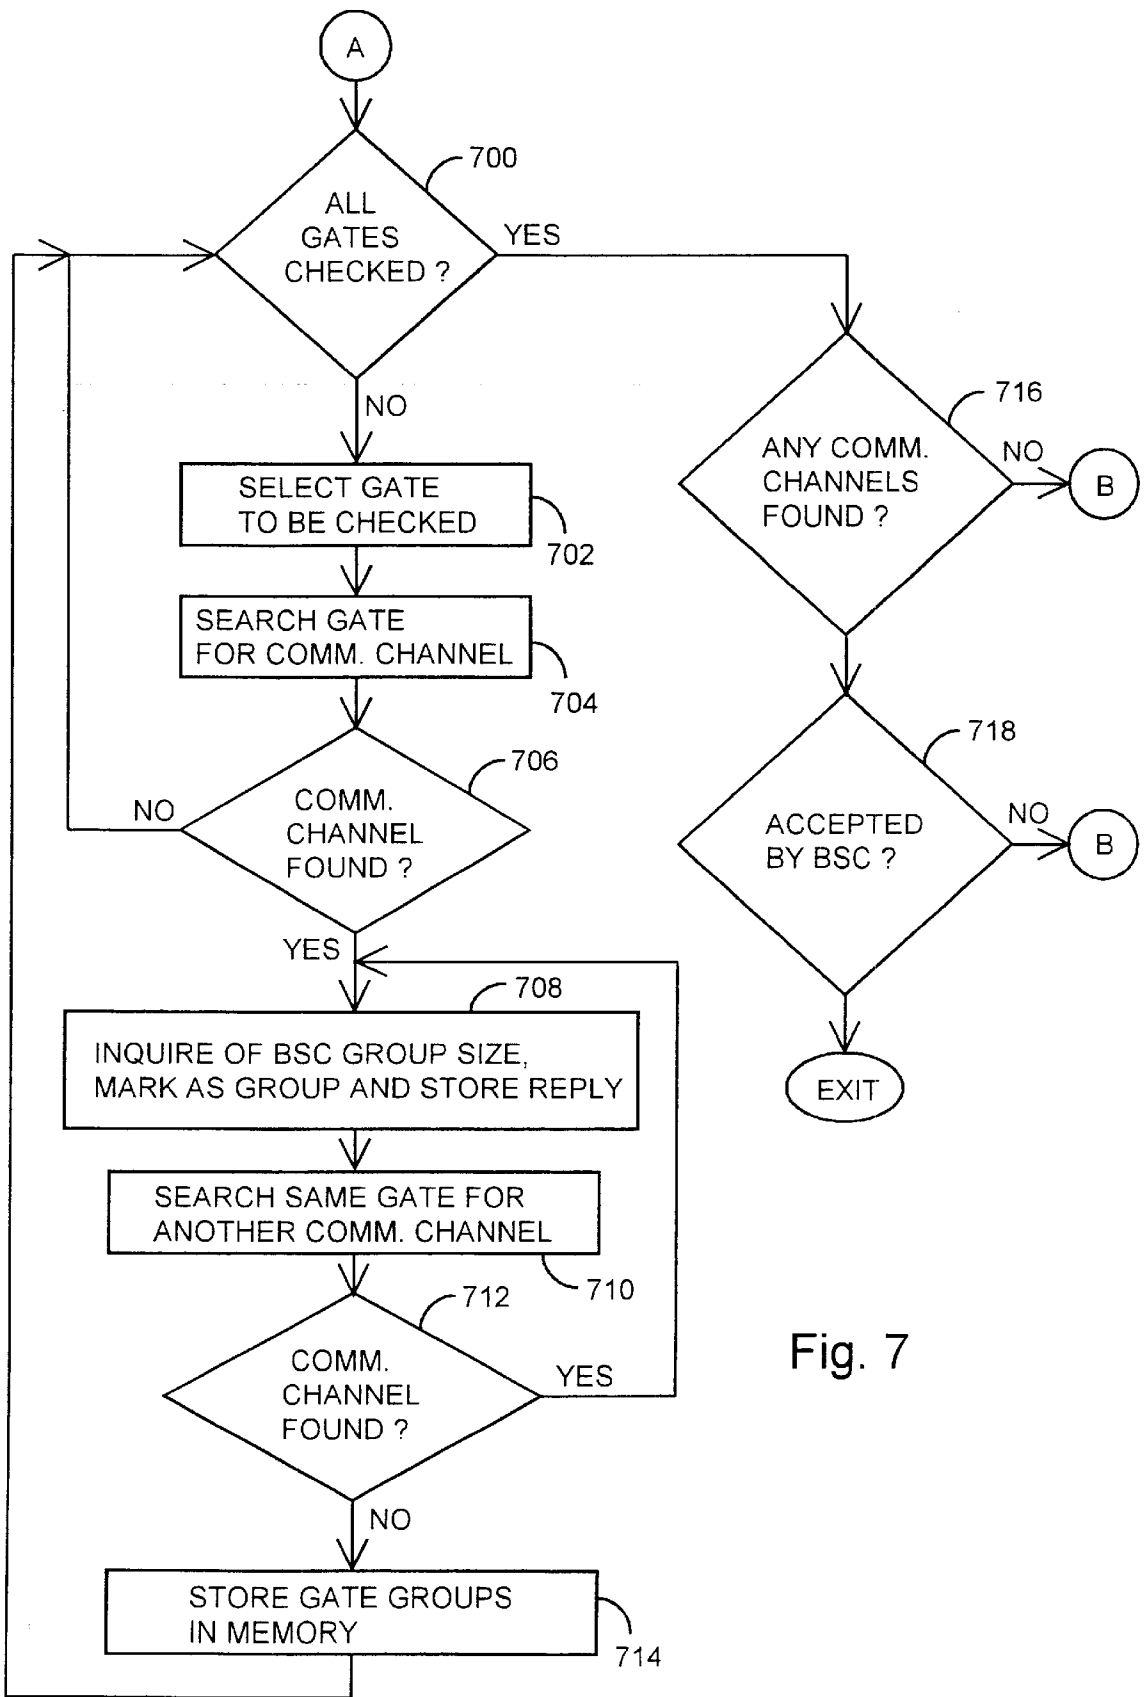 A
700
ALL
GATES
CHECKED ?
YES
NO
716
ANY COMM.
CHANNELS
FOUND ?
NO
B
SELECT GATE
TO BE CHECKED
702
SEARCH GATE
FOR COMM. CHANNEL
704
706
COMM.
CHANNEL
FOUND ?
NO
YES
718
ACCEPTED
BY BSC ?
NO
B
EXIT
708
INQUIRE OF BSC GROUP SIZE,
MARK AS GROUP AND STORE REPLY
SEARCH SAME GATE FOR
ANOTHER COMM. CHANNEL
710
712
COMM.
CHANNEL
FOUND ?
YES
NO
STORE GATE GROUPS
IN MEMORY
714
Fig. 7